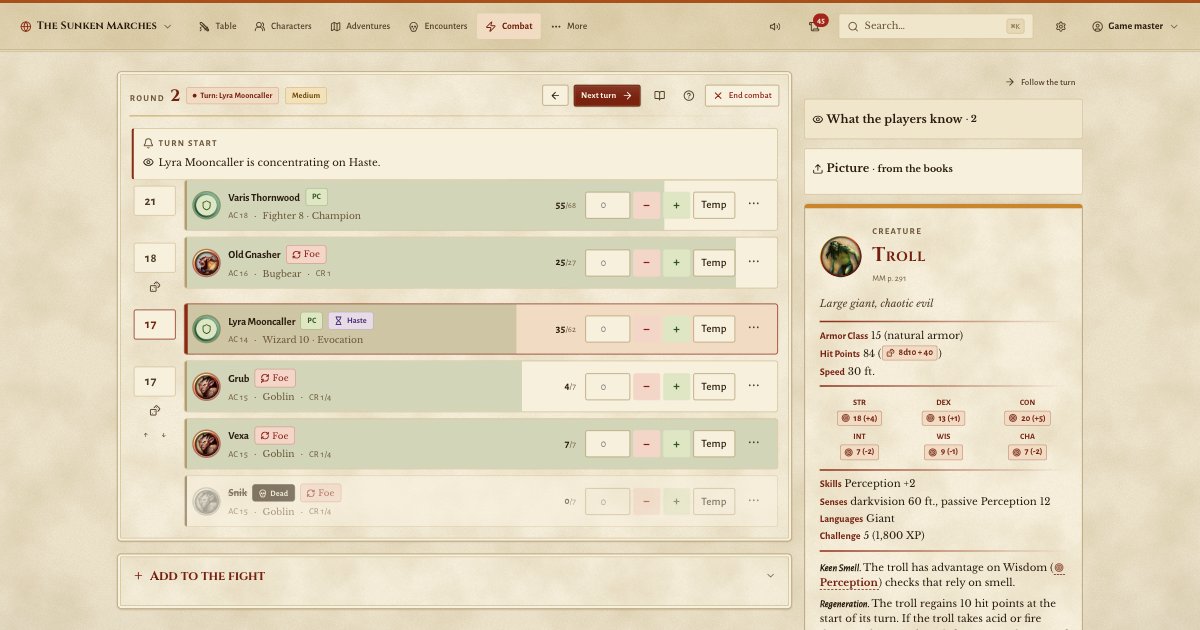 The Sunken Marches
Table
Characters
Adventures
Encounters
Combat
More
45
Search...
⌘K
Game master
ROUND 2
Turn: Lyra Mooncaller
Medium
Next turn
End combat
TURN START
Lyra Mooncaller is concentrating on Haste.
21
Varis Thornwood PC
AC 18 · Fighter 8 · Champion
55/68
0
−
+
Temp
18
Old Gnasher Foe
AC 16 · Bugbear · CR 1
25/27
0
−
+
Temp
17
Lyra Mooncaller PC Haste
AC 14 · Wizard 10 · Evocation
35/62
0
−
+
Temp
17
Grub Foe
AC 15 · Goblin · CR 1/4
4/7
0
−
+
Temp
Vexa Foe
AC 15 · Goblin · CR 1/4
7/7
0
−
+
Temp
Snik Dead Foe
AC 15 · Goblin · CR 1/4
0/7
0
−
+
Temp
+ Add to the fight
Follow the turn
What the players know · 2
Picture · from the books
CREATURE
Troll
MM p. 291
Large giant, chaotic evil
Armor Class 15 (natural armor)
Hit Points 84 (8d10 + 40)
Speed 30 ft.
STR DEX CON
18 (+4) 13 (+1) 20 (+5)
INT WIS CHA
7 (-2) 9 (-1) 7 (-2)
Skills Perception +2
Senses darkvision 60 ft., passive Perception 12
Languages Giant
Challenge 5 (1,800 XP)
Keen Smell. The troll has advantage on Wisdom (
Perception) checks that rely on smell.
Regeneration. The troll regains 10 hit points at the
start of its turn. If the troll takes acid or fire